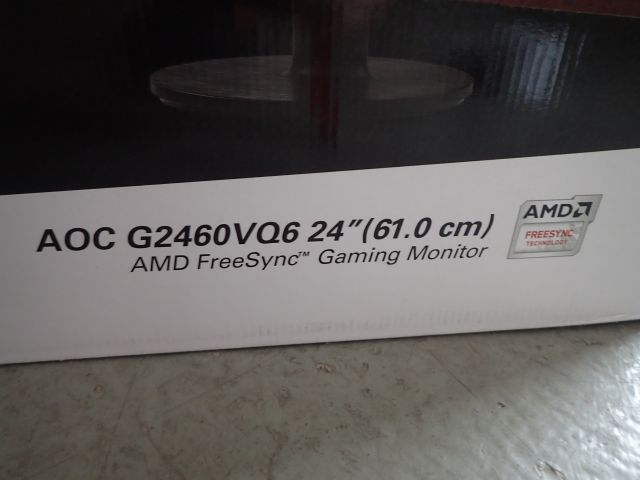 AOC G2460VQ6 24"(61.0 cm)
AMD FreeSync™ Gaming Monitor
AMD
FREESYNC
TECHNOLOGY